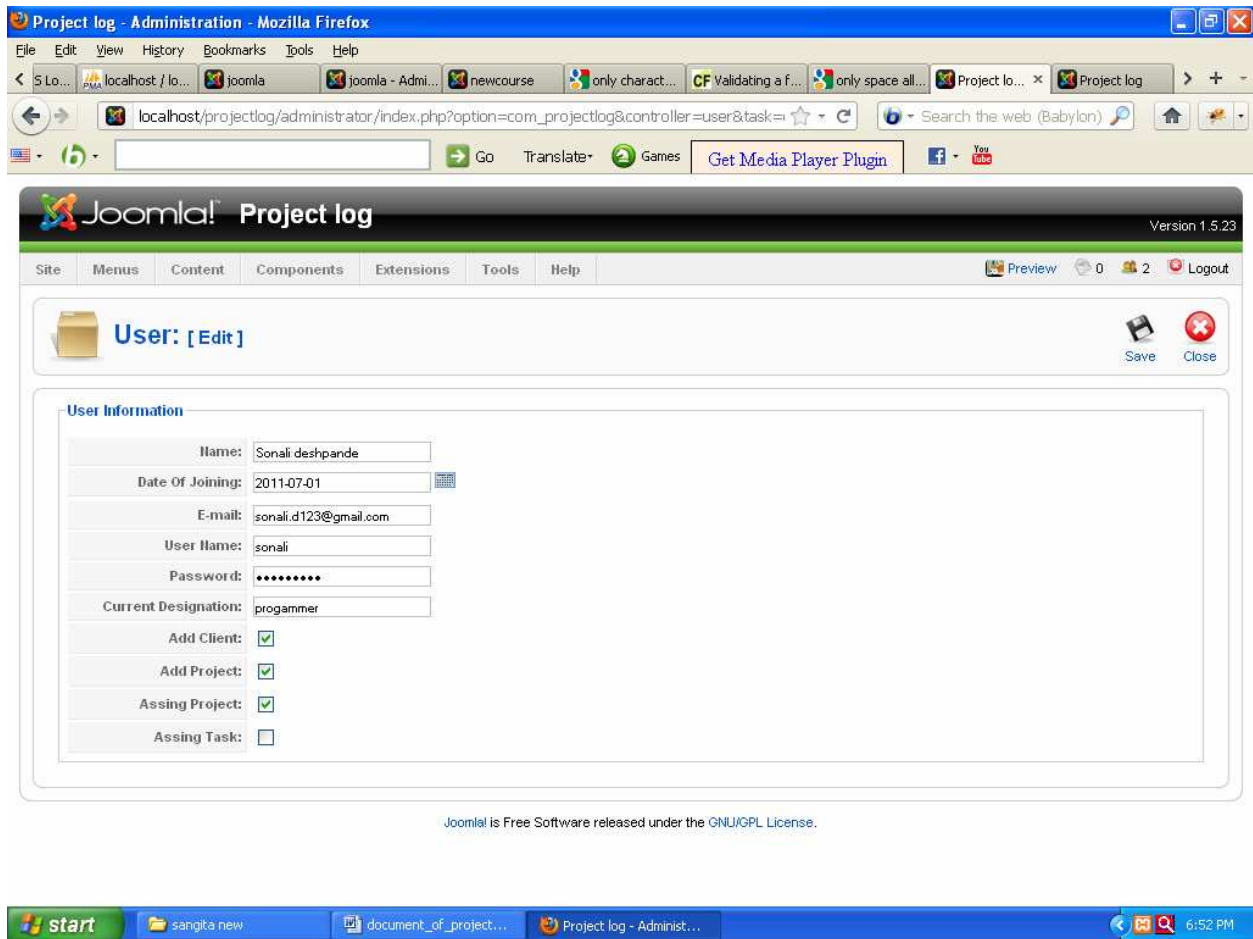 Project log - Administration - Mozilla Firefox
File Edit View History Bookmarks Tools Help
S Lo... localhost / lo... joomla joomla - Admi... newcourse only charact... CF Validating a f... only space all... Project lo... Project log
localhost/projectlog/administrator/index.php?option=com_projectlog&controller=user&task= Search the web (Babylon)
Go Translate Games Get Media Player Plugin You Tube
Joomla! Project log
Version 1.5.23
Site Menus Content Components Extensions Tools Help Preview 0 2 Logout
User: [ Edit ]
Save Close
User Information
Name: Sonali deshpande
Date Of Joining: 2011-07-01
E-mail: sonali.d123@gmail.com
User Name: sonali
Password: •••••••••
Current Designation: progammer
Add Client:
Add Project:
Assing Project:
Assing Task:
Joomla! is Free Software released under the GNU/GPL License.
start sangita new document_of_project... Project log - Administ... 6:52 PM